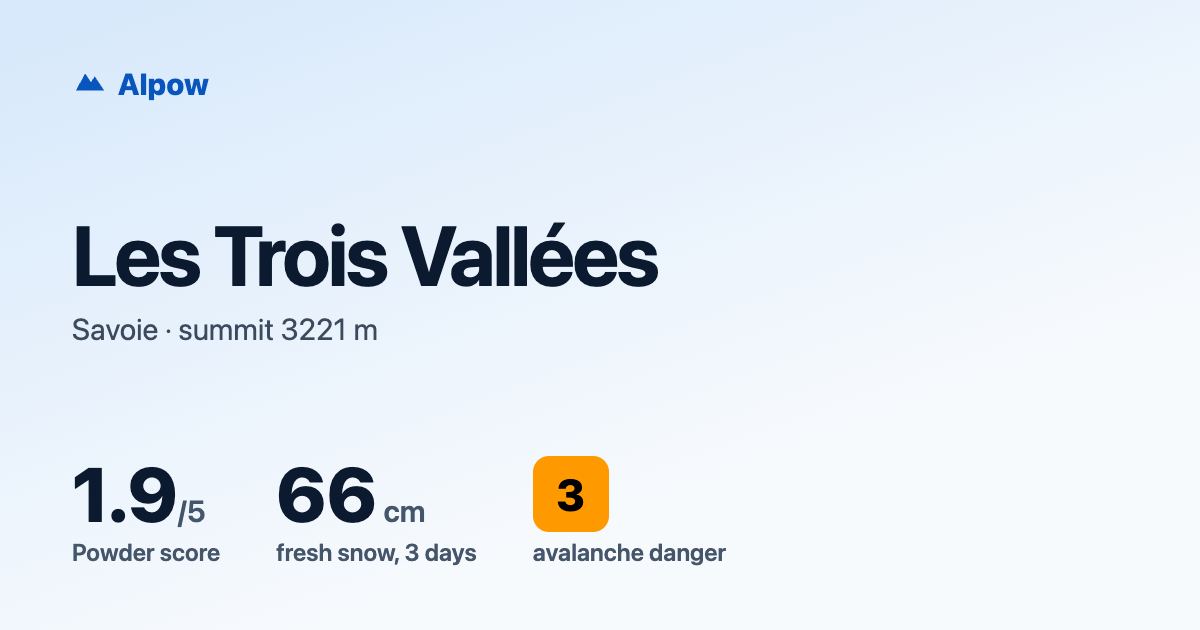 Alpow
Les Trois Vallées
Savoie · summit 3221 m
1.9/5
Powder score
66 cm
fresh snow, 3 days
3
avalanche danger